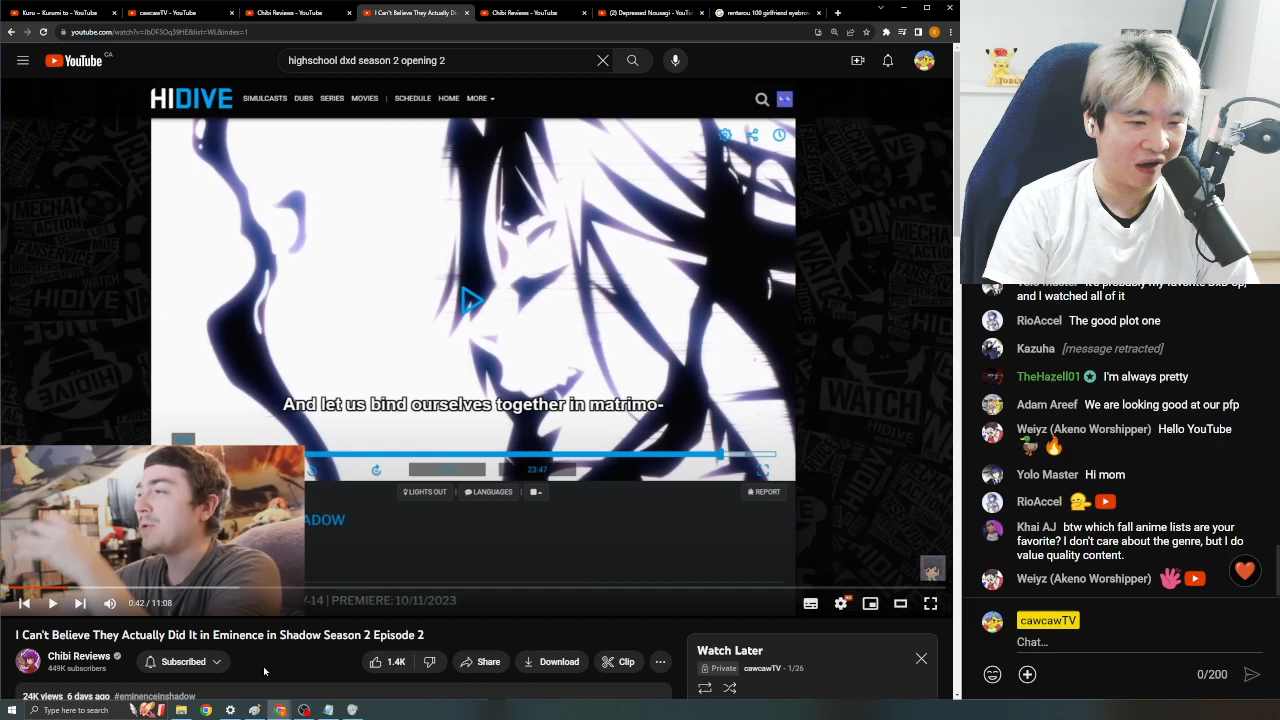 Kuru ~ Kurumi to - YouTube
cawcawTV - YouTube
Chibi Reviews - YouTube
I Can't Believe They Actually Di
Chibi Reviews - YouTube
(2) Depressed Nousagi - YouTu
renterou 100 girlfriend eyebro
youtube.com/watch?v=JbDF3Oq39HE&list=WL&index=1
YouTube CA
highschool dxd season 2 opening 2
HIDIVE
SIMULCASTS DUBS SERIES MOVIES | SCHEDULE HOME MORE
And let us bind ourselves together in matrimo-
23:47
LIGHTS OUT | LANGUAGES |
REPORT
ADOW
-14 | PREMIERE: 10/11/2023
0:42 / 11:08
I Can't Believe They Actually Did It in Eminence in Shadow Season 2 Episode 2
Chibi Reviews
449K subscribers
Subscribed
1.4K
Share
Download
Clip
24K views 6 days ago #eminenceinshadow
Watch Later
Private cawcawTV - 1/26
Type here to search
and I watched all of it
RioAccel The good plot one
Kazuha [message retracted]
TheHazell01 I'm always pretty
Adam Areef We are looking good at our pfp
Weiyz (Akeno Worshipper) Hello YouTube
Yolo Master Hi mom
RioAccel
Khai AJ btw which fall anime lists are your
favorite? I don't care about the genre, but I do
value quality content.
Weiyz (Akeno Worshipper)
cawcawTV
Chat...
0/200